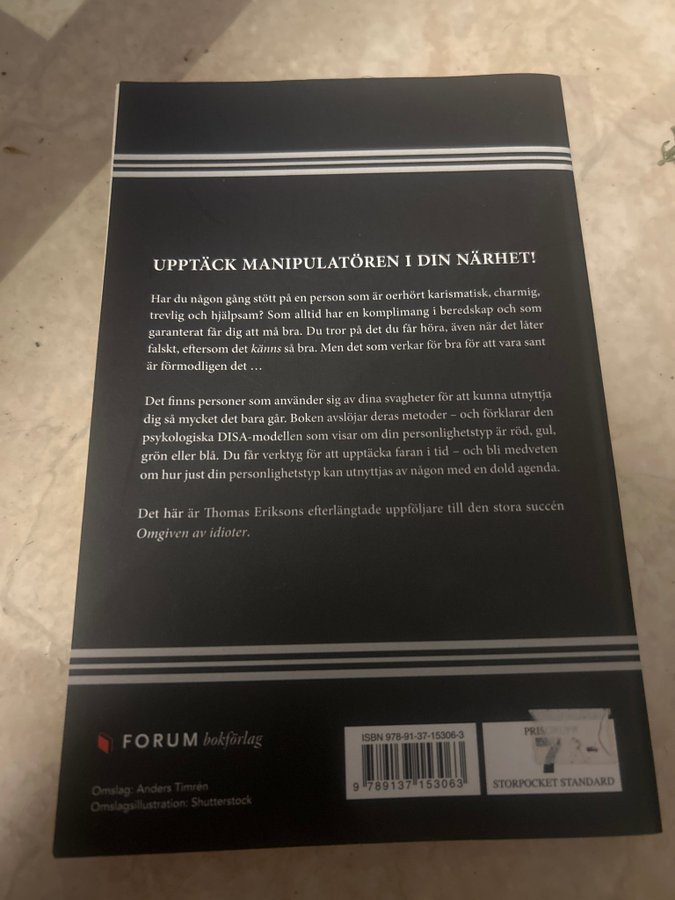 UPPTÄCK MANIPULATÖREN I DIN NÄRHET!
Har du någon gång stött på en person som är oerhört karismatisk, charmig,
trevlig och hjälpsam? Som alltid har en komplimang i beredskap och som
garanterat får dig att må bra. Du tror på det du får höra, även när det låter
falskt, eftersom det känns så bra. Men det som verkar för bra för att vara sant
är förmodligen det …
Det finns personer som använder sig av dina svagheter för att kunna utnyttja
dig så mycket det bara går. Boken avslöjar deras metoder – och förklarar den
psykologiska DISA-modellen som visar om din personlighetstyp är röd, gul,
grön eller blå. Du får verktyg för att upptäcka faran i tid – och bli medveten
om hur just din personlighetstyp kan utnyttjas av någon med en dold agenda.
Det här är Thomas Eriksons efterlängtade uppföljare till den stora succén
Omgiven av idioter.
FORUM bokförlag
Omslag: Anders Timrén
Omslagsillustration: Shutterstock
ISBN 978-91-37-15306-3
9 789137 153063
7
STORPOCKET STANDARD